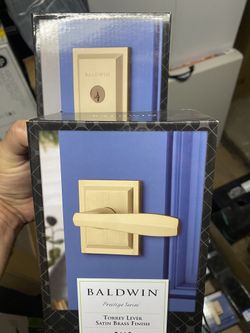 BALDWIN
BALDWIN
Prestige Series
TORREY LEVER
SATIN BRASS FINISH